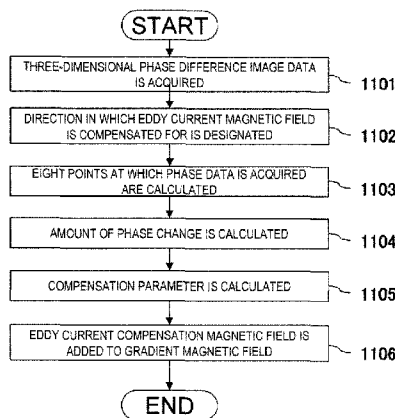 START
THREE-DIMENSIONAL PHASE DIFFERENCE IMAGE DATA
IS ACQUIRED
1101
DIRECTION IN WHICH EDDY CURRENT MAGNETIC FIELD
IS COMPENSATED FOR IS DESIGNATED
1102
EIGHT POINTS AT WHICH PHASE DATA IS ACQUIRED
ARE CALCULATED
1103
AMOUNT OF PHASE CHANGE IS CALCULATED
1104
COMPENSATION PARAMETER IS CALCULATED
1105
EDDY CURRENT COMPENSATION MAGNETIC FIELD IS
ADDED TO GRADIENT MAGNETIC FIELD
1106
END